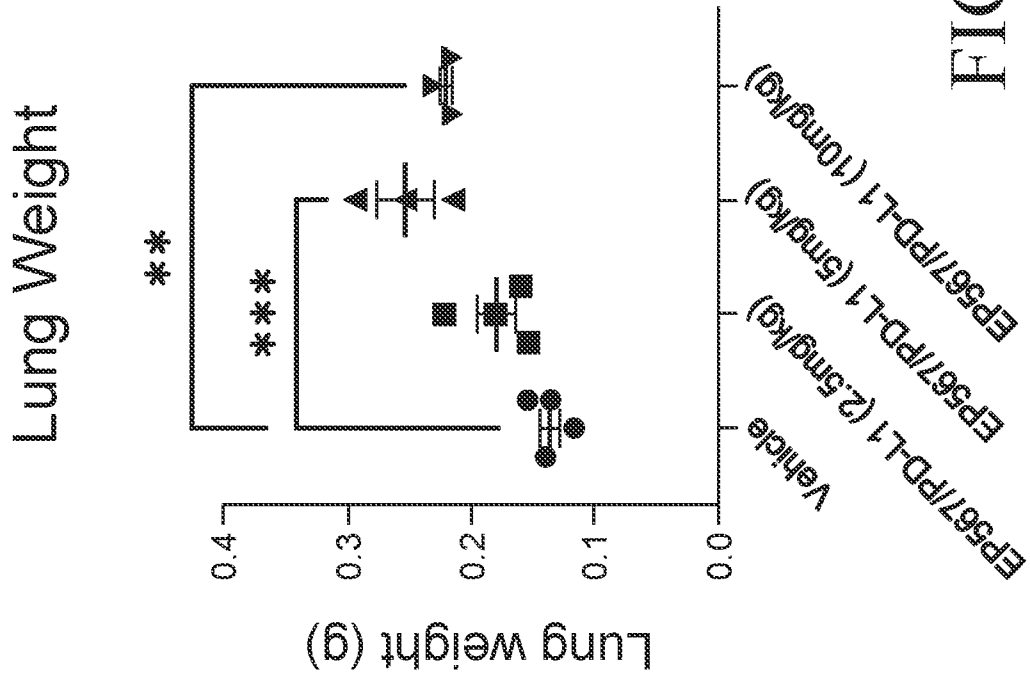 Lung Weight
**
***
Lung weight (g)
0.4
0.3
0.2
0.1
0.0
Vehicle
EP567/PD-L1 (2.5mg/kg)
EP567/PD-L1 (5mg/kg)
EP567/PD-L1 (10mg/kg)